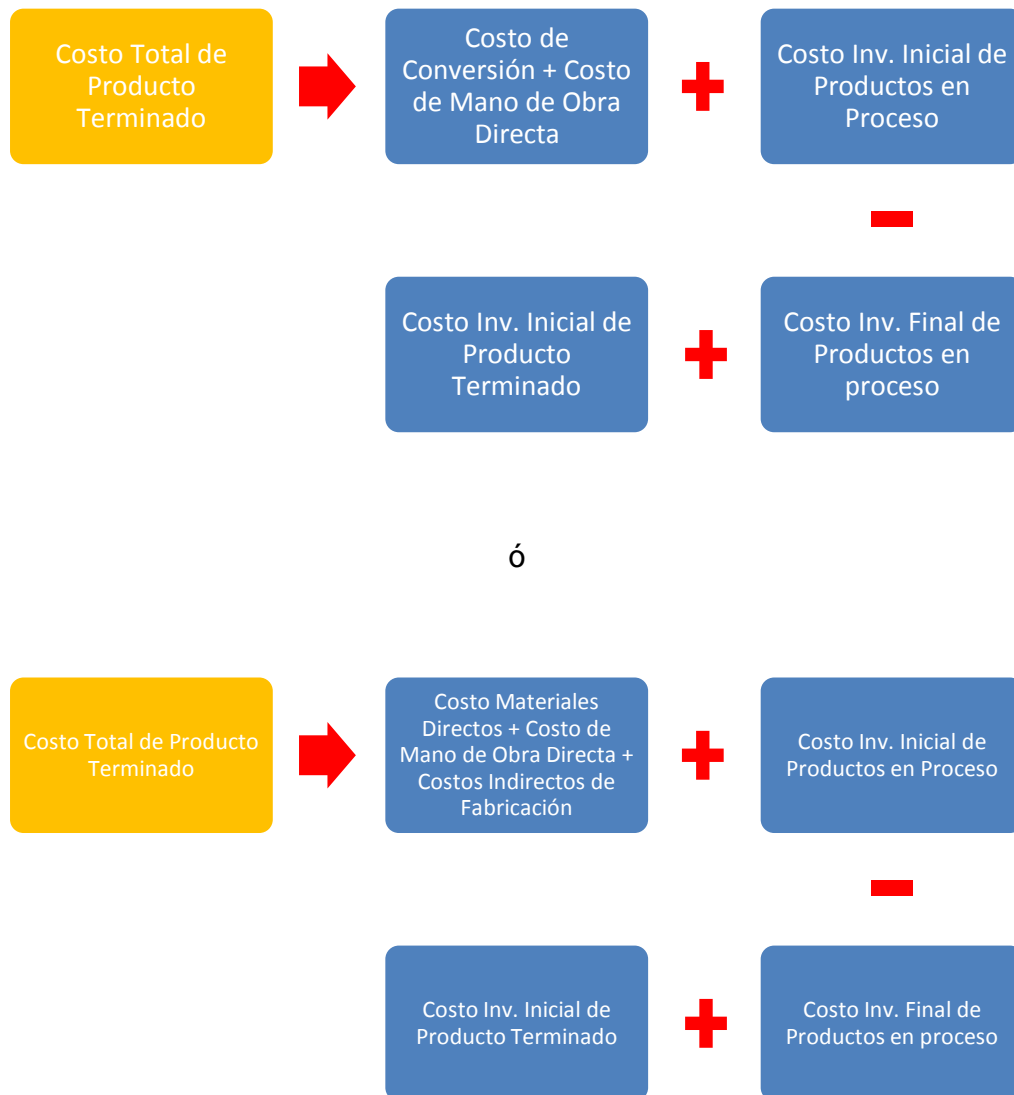 Costo Total de
Producto
Terminado
Costo de
Conversión + Costo
de Mano de Obra
Directa
Costo Inv. Inicial de
Productos en
Proceso
Costo Inv. Inicial de
Producto
Terminado
Costo Inv. Final de
Productos en
proceso
ó
Costo Total de Producto
Terminado
Costo Materiales
Directos + Costo de
Mano de Obra Directa +
Costos Indirectos de
Fabricación
Costo Inv. Inicial de
Productos en Proceso
Costo Inv. Inicial de
Producto Terminado
Costo Inv. Final de
Productos en proceso